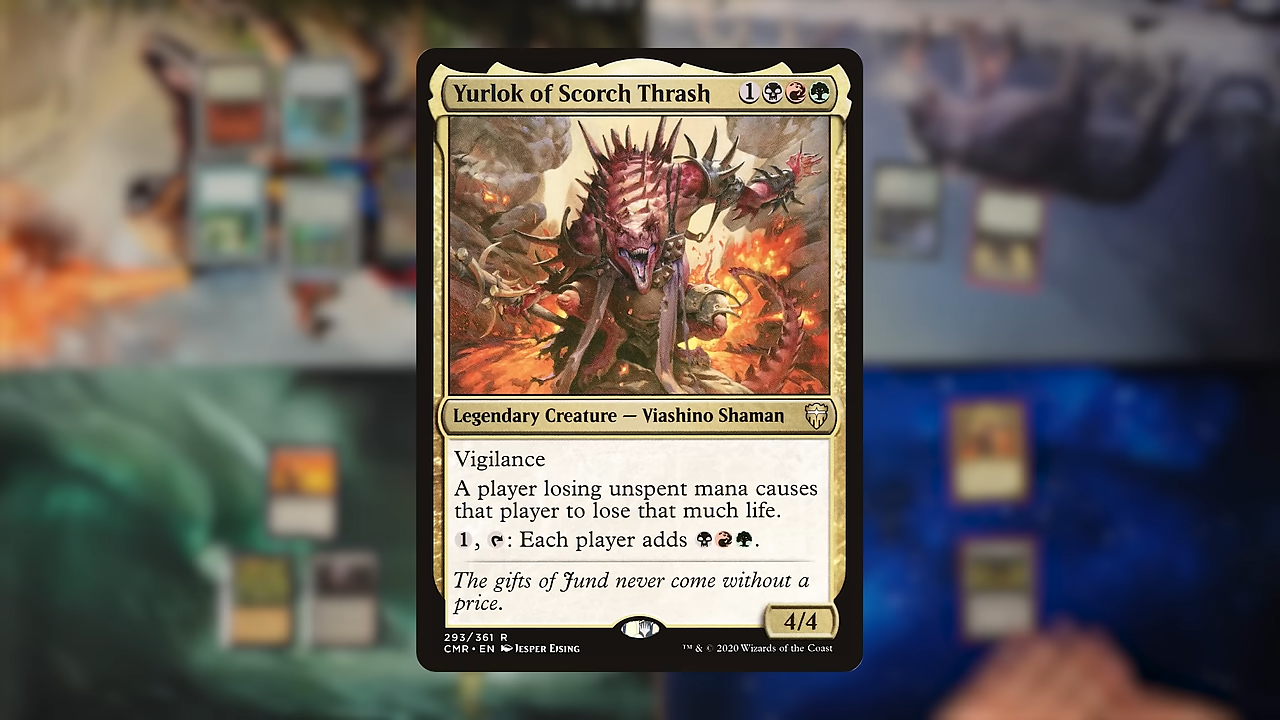 Yurlok of Scorch Thrash 1
Legendary Creature — Viashino Shaman
Vigilance
A player losing unspent mana causes
that player to lose that much life.
1, : Each player adds .
The gifts of Jund never come without a
price.
4/4
293/361 R
CMR • EN Jesper Eising ™ & © 2020 Wizards of the Coast